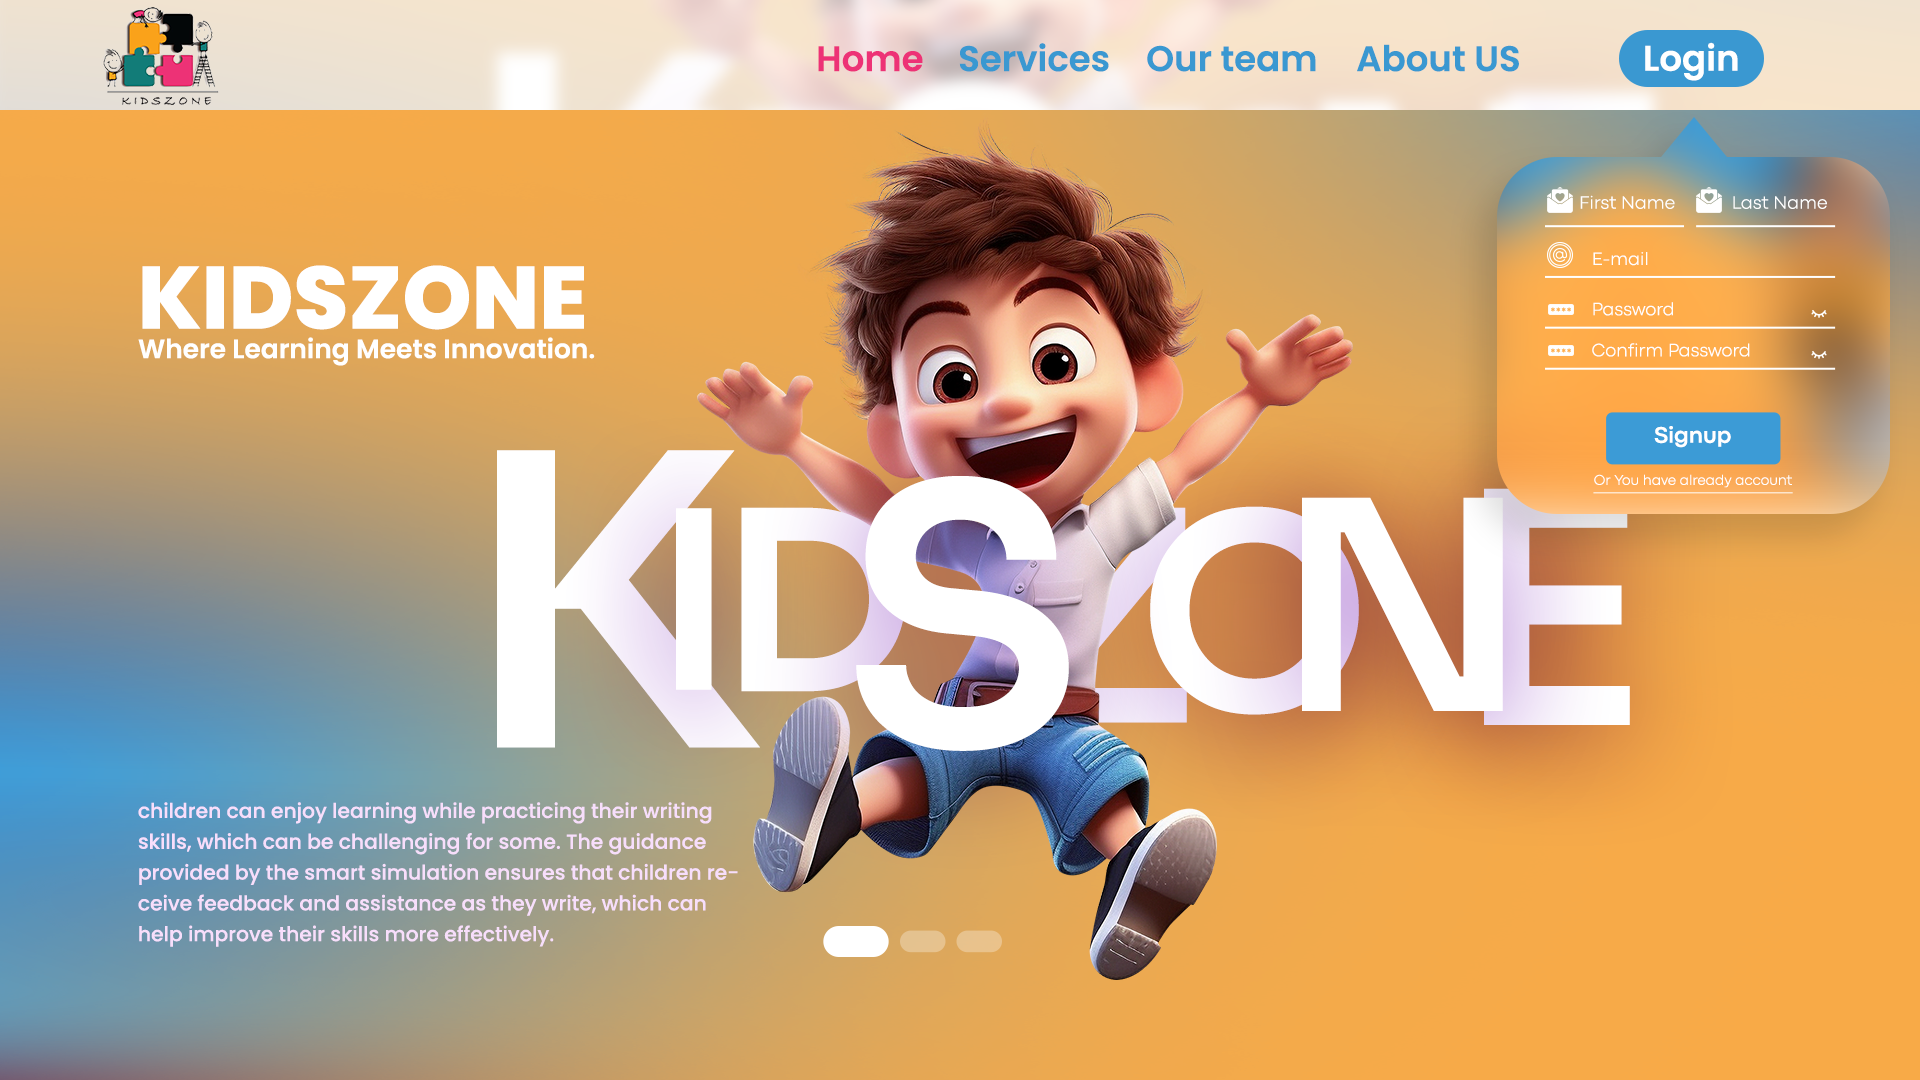 KIDSZONE
Home Services Our team About US Login
First Name Last Name
E-mail
Password
Confirm Password
Signup
Or You have already account
KIDSZONE
Where Learning Meets Innovation.
KIDSZONE
children can enjoy learning while practicing their writing
skills, which can be challenging for some. The guidance
provided by the smart simulation ensures that children re-
ceive feedback and assistance as they write, which can
help improve their skills more effectively.